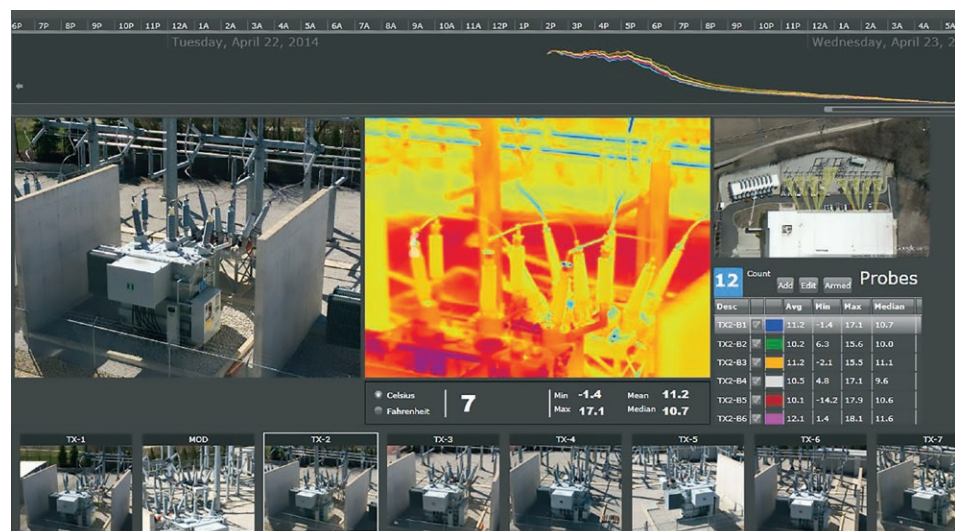 6P 7P 8P 9P 10P 11P 12A 1A 2A 3A 4A 5A 6A 7A 8A 9A 10A 11A 12P 1P 2P 3P 4P 5P 6P 7P 8P 9P 10P 11P 12A 1A 2A 3A 4A 5A
Tuesday, April 22, 2014
Wednesday, April 23, 2
Google
12 Count Add Edit Armed Probes
Desc Avg Min Max Median
TX2-B1 11.2 -1.4 17.1 10.7
TX2-B2 10.2 6.3 15.6 10.0
TX2-B3 11.2 -2.1 15.5 11.1
TX2-B4 10.5 4.8 17.1 9.6
TX2-B5 10.1 -14.2 17.9 10.6
TX2-B6 12.1 1.4 18.1 11.6
Celsius 7 Min -1.4 Mean 11.2
Fahrenheit Max 17.1 Median 10.7
TX-1 MOD TX-2 TX-3 TX-4 TX-5 TX-6 TX-7